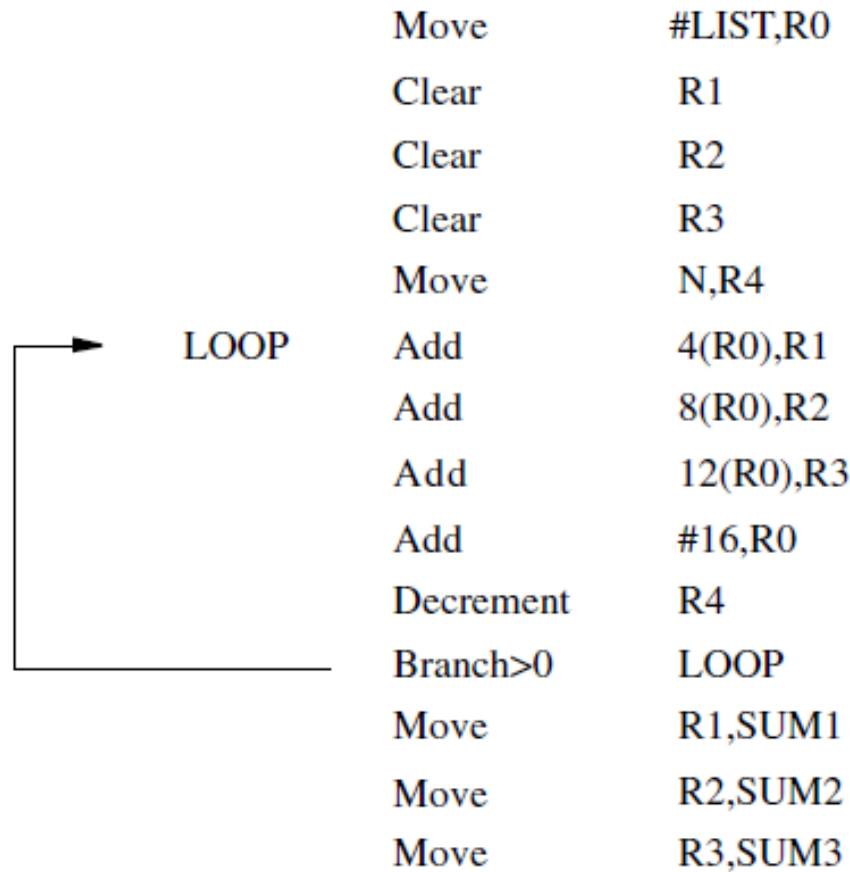 Move #LIST,R0
Clear R1
Clear R2
Clear R3
Move N,R4
LOOP Add 4(R0),R1
Add 8(R0),R2
Add 12(R0),R3
Add #16,R0
Decrement R4
Branch>0 LOOP
Move R1,SUM1
Move R2,SUM2
Move R3,SUM3